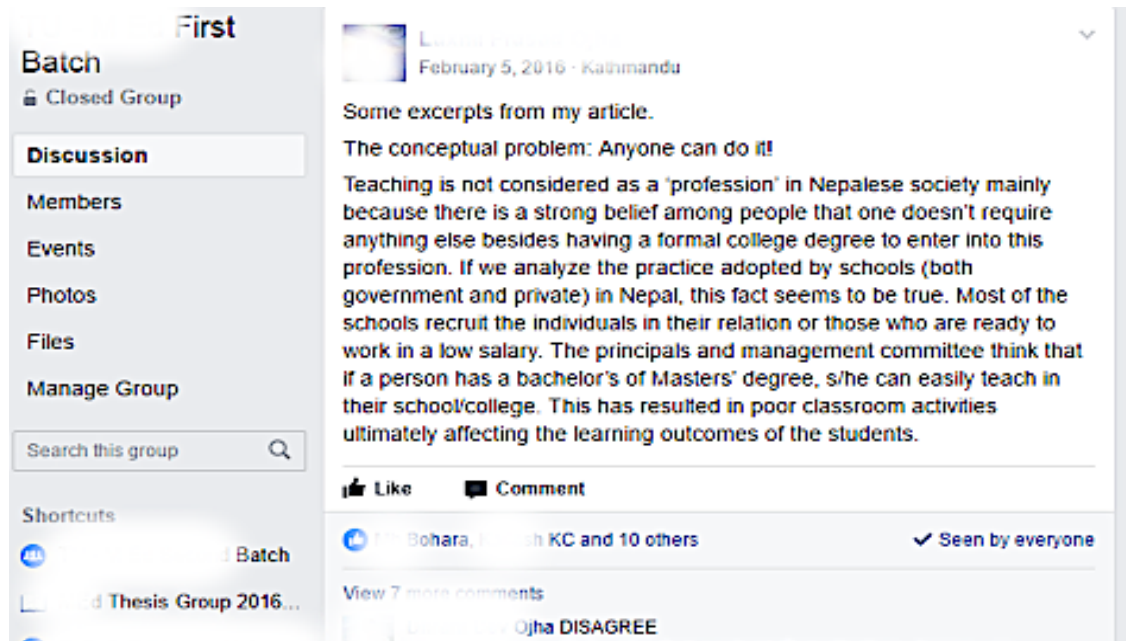 First
Batch
Closed Group
Discussion
Members
Events
Photos
Files
Manage Group
Search this group
Shortcuts
Batch
Thesis Group 2016...
February 5, 2016 · Kathmandu
Some excerpts from my article.
The conceptual problem: Anyone can do it!
Teaching is not considered as a 'profession' in Nepalese society mainly
because there is a strong belief among people that one doesn't require
anything else besides having a formal college degree to enter into this
profession. If we analyze the practice adopted by schools (both
government and private) in Nepal, this fact seems to be true. Most of the
schools recruit the individuals in their relation or those who are ready to
work in a low salary. The principals and management committee think that
if a person has a bachelor's of Masters' degree, s/he can easily teach in
their school/college. This has resulted in poor classroom activities
ultimately affecting the learning outcomes of the students.
Like Comment
Bohara, KC and 10 others Seen by everyone
View 7 more comments
Ojha DISAGREE